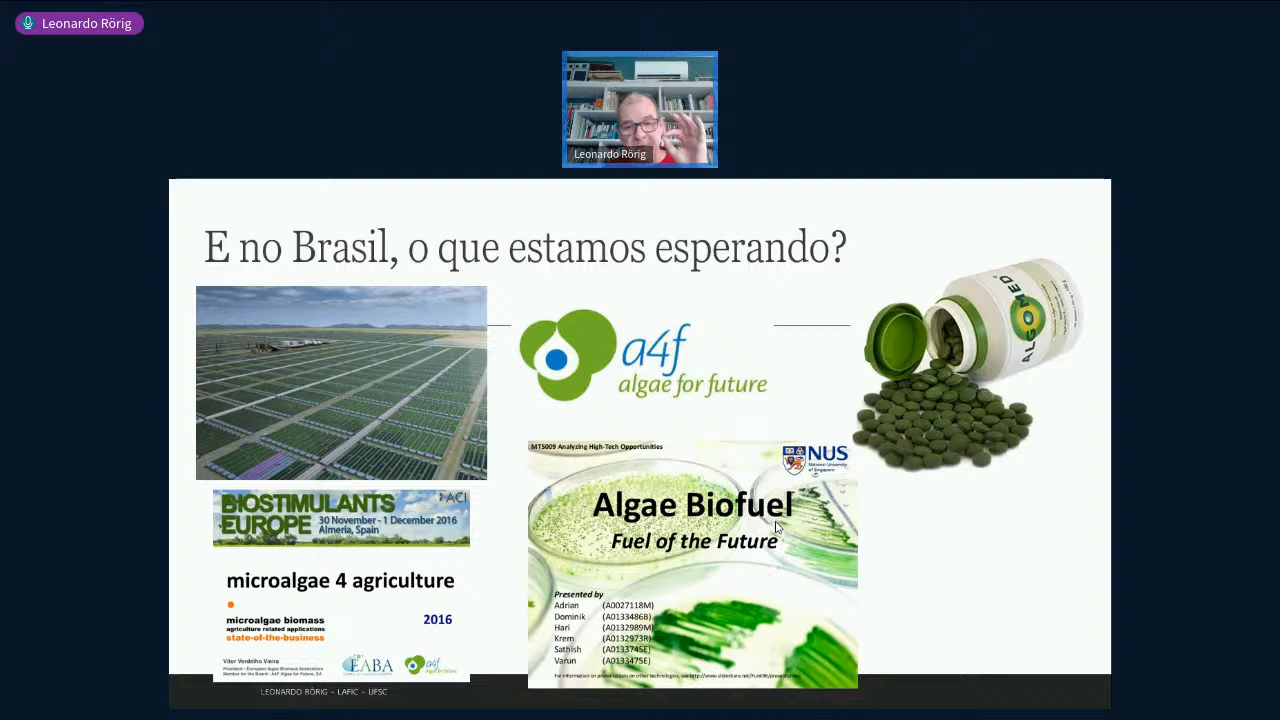 Leonardo Rörig
Leonardo Rörig
E no Brasil, o que estamos esperando?
a4f
algae for future
ALGOMED
BIOSTIMULANTS
EUROPE
ACI
30 November - 1 December 2016
Almeria, Spain
microalgae 4 agriculture
microalgae biomass
agriculture related applications
state-of-the-business
2016
Vitor Verdelho Vieira
President - European Algae Biomass Association
Member of the Board - A4F Algae for Future, SA
EABA
a4f
MT5009 Analyzing High-Tech Opportunities
NUS
National University
of Singapore
Algae Biofuel
Fuel of the Future
Presented by
Adrian (A0027118M)
Dominik (A0133486B)
Hari (A0132989M)
Krem (A0132973R)
Sathish (A0133745E)
Varun (A0133475E)
For information on presentations on other technologies, see http://www.slideshare.net/Funk98/presentations
LEONARDO RÖRIG - LAFIC - UFSC